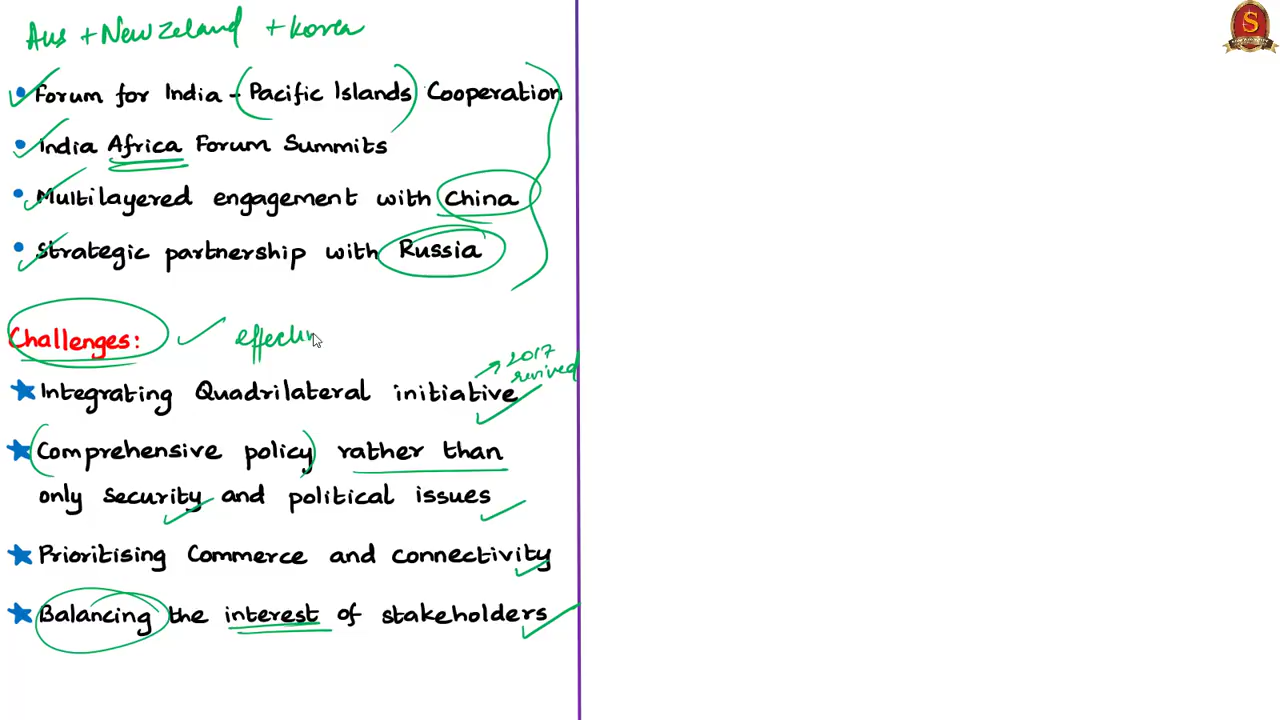 Aus + New Zeland + Korea
• Forum for India - (Pacific Islands) Cooperation
• India Africa Forum Summits
• Multilayered engagement with China
• Strategic partnership with Russia
Challenges:
2017
revived
Integrating Quadrilateral initiative
(Comprehensive policy) rather than
only security and political issues
Prioritising Commerce and connectivity
Balancing the interest of stakeholders
S